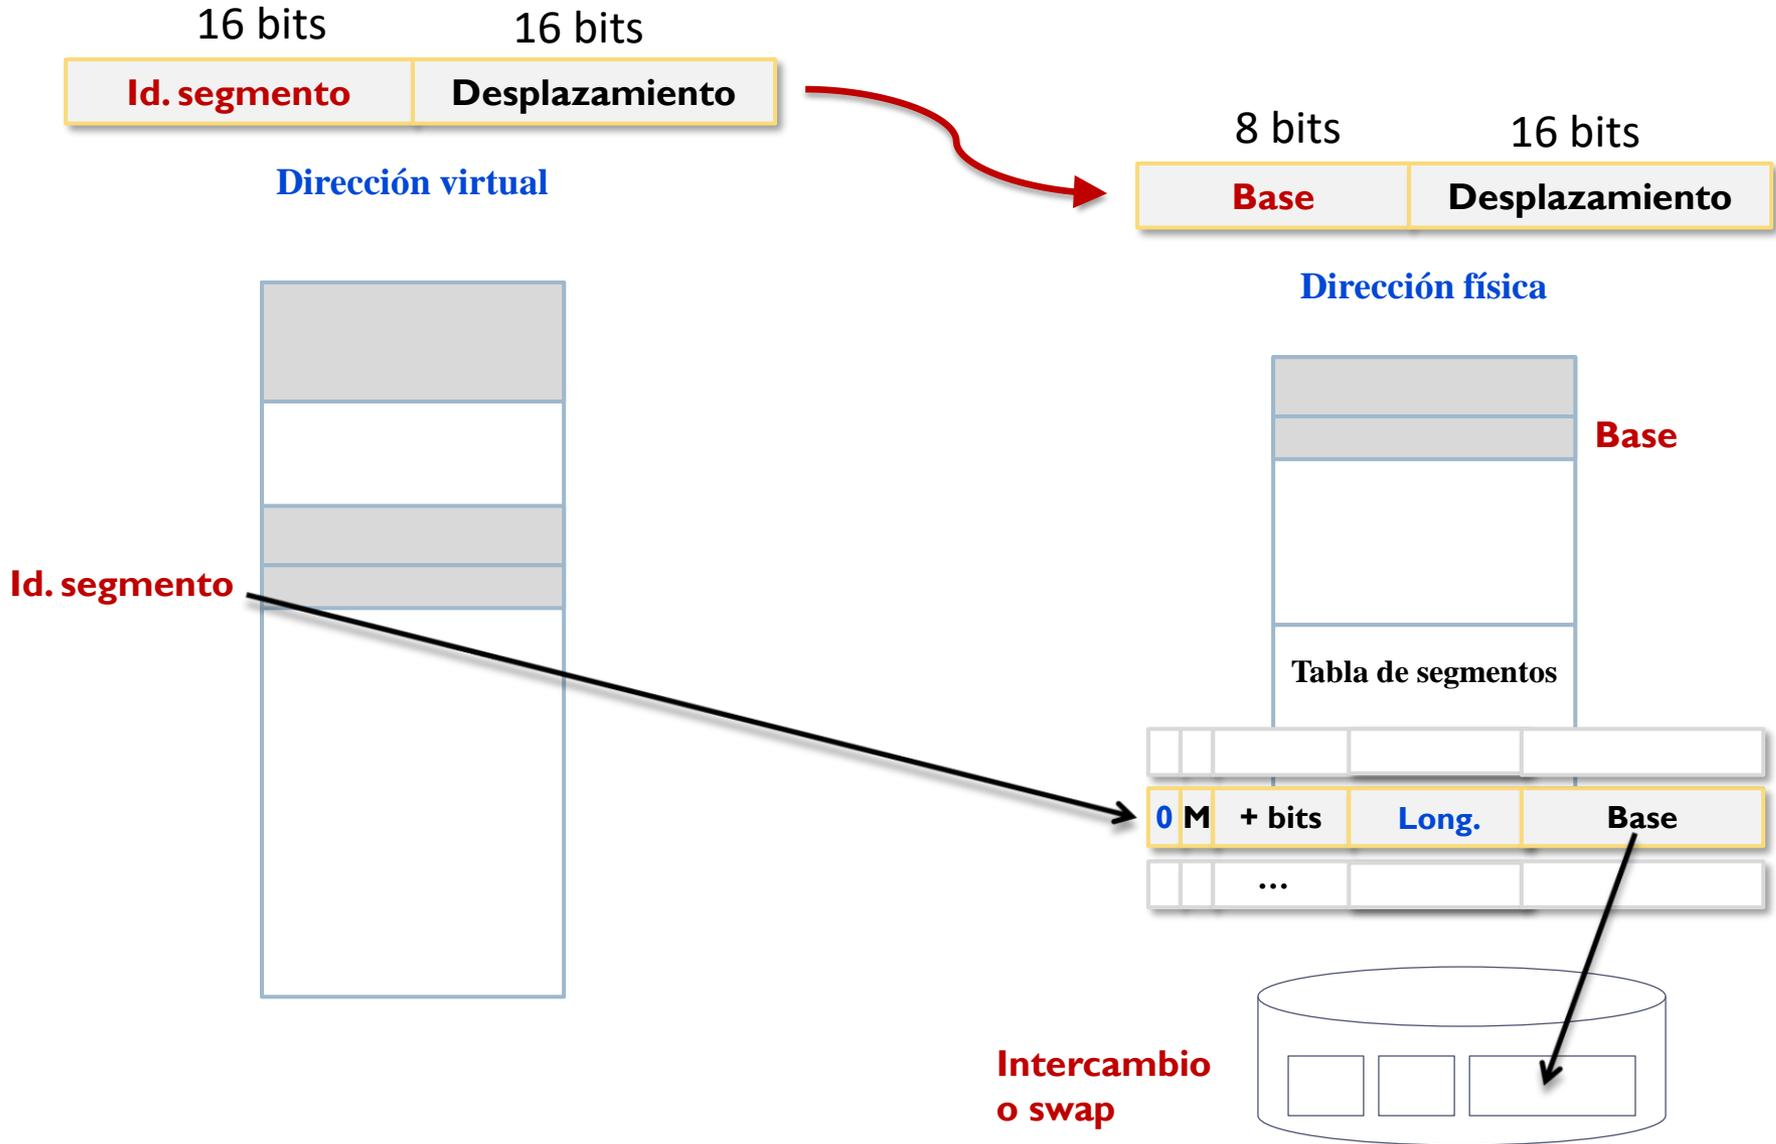 16 bits 16 bits
Id. segmento Desplazamiento
Dirección virtual
8 bits 16 bits
Base Desplazamiento
Dirección física
Base
Id. segmento
Tabla de segmentos
0 M + bits Long. Base
...
Intercambio
o swap